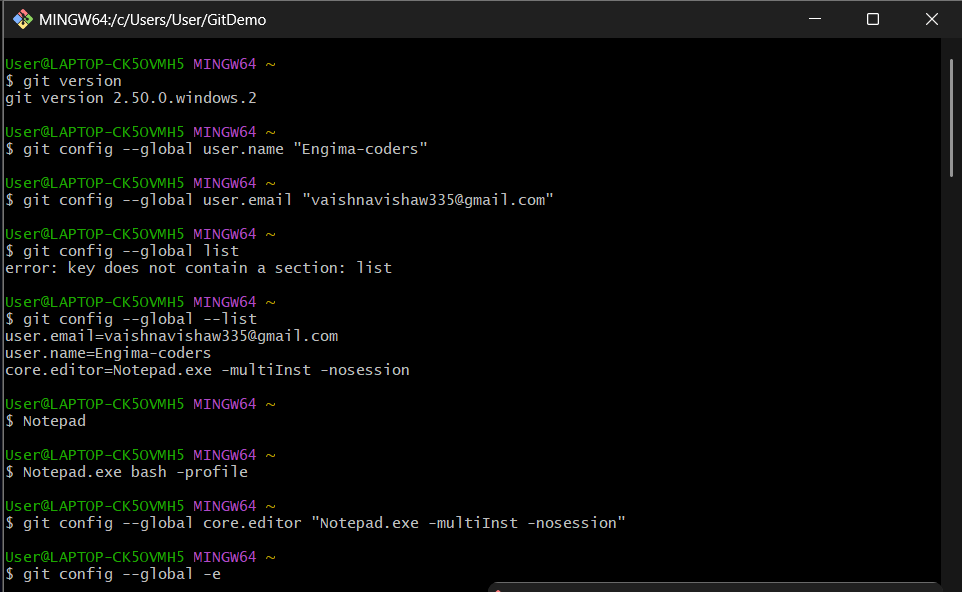 MINGW64:/c/Users/User/GitDemo
User@LAPTOP-CK5OVMH5 MINGW64 ~
$ git version
git version 2.50.0.windows.2
User@LAPTOP-CK5OVMH5 MINGW64 ~
$ git config --global user.name "Engima-coders"
User@LAPTOP-CK5OVMH5 MINGW64 ~
$ git config --global user.email "vaishnavishaw335@gmail.com"
User@LAPTOP-CK5OVMH5 MINGW64 ~
$ git config --global list
error: key does not contain a section: list
User@LAPTOP-CK5OVMH5 MINGW64 ~
$ git config --global --list
user.email=vaishnavishaw335@gmail.com
user.name=Engima-coders
core.editor=Notepad.exe -multiInst -nosession
User@LAPTOP-CK5OVMH5 MINGW64 ~
$ Notepad
User@LAPTOP-CK5OVMH5 MINGW64 ~
$ Notepad.exe bash -profile
User@LAPTOP-CK5OVMH5 MINGW64 ~
$ git config --global core.editor "Notepad.exe -multiInst -nosession"
User@LAPTOP-CK5OVMH5 MINGW64 ~
$ git config --global -e